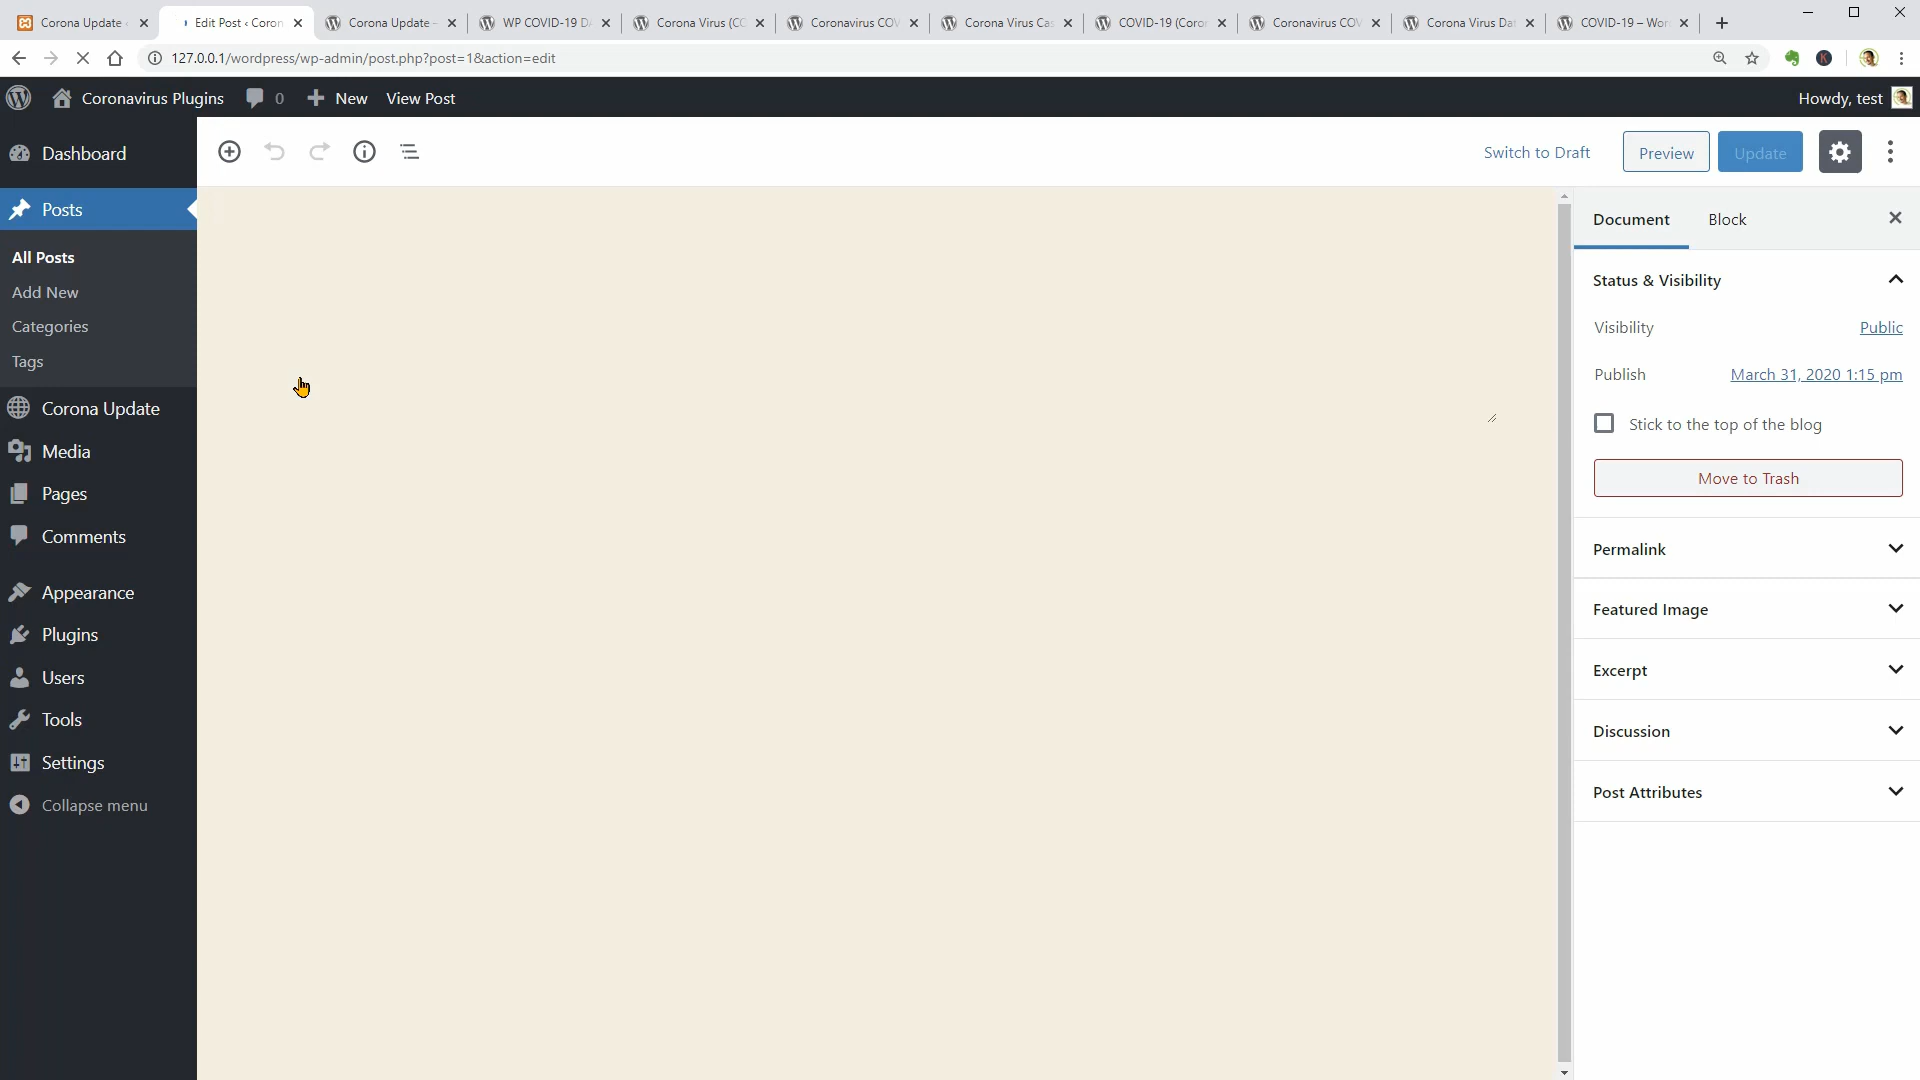 Corona Update
Edit Post ‹ Coron
Corona Update –
WP COVID-19 D
Corona Virus (CO
Coronavirus COV
Corona Virus Cas
COVID-19 (Coron
Coronavirus COV
Corona Virus Dat
COVID-19 – Wor
127.0.0.1/wordpress/wp-admin/post.php?post=1&action=edit
K
Coronavirus Plugins
0
New
View Post
Howdy, test
Dashboard
Switch to Draft
Preview
Update
Posts
Document
Block
All Posts
Status & Visibility
Add New
Categories
Visibility
Public
Tags
Publish
March 31, 2020 1:15 pm
Corona Update
Stick to the top of the blog
Media
Move to Trash
Pages
Comments
Permalink
Appearance
Featured Image
Plugins
Users
Excerpt
Tools
Discussion
Settings
Post Attributes
Collapse menu